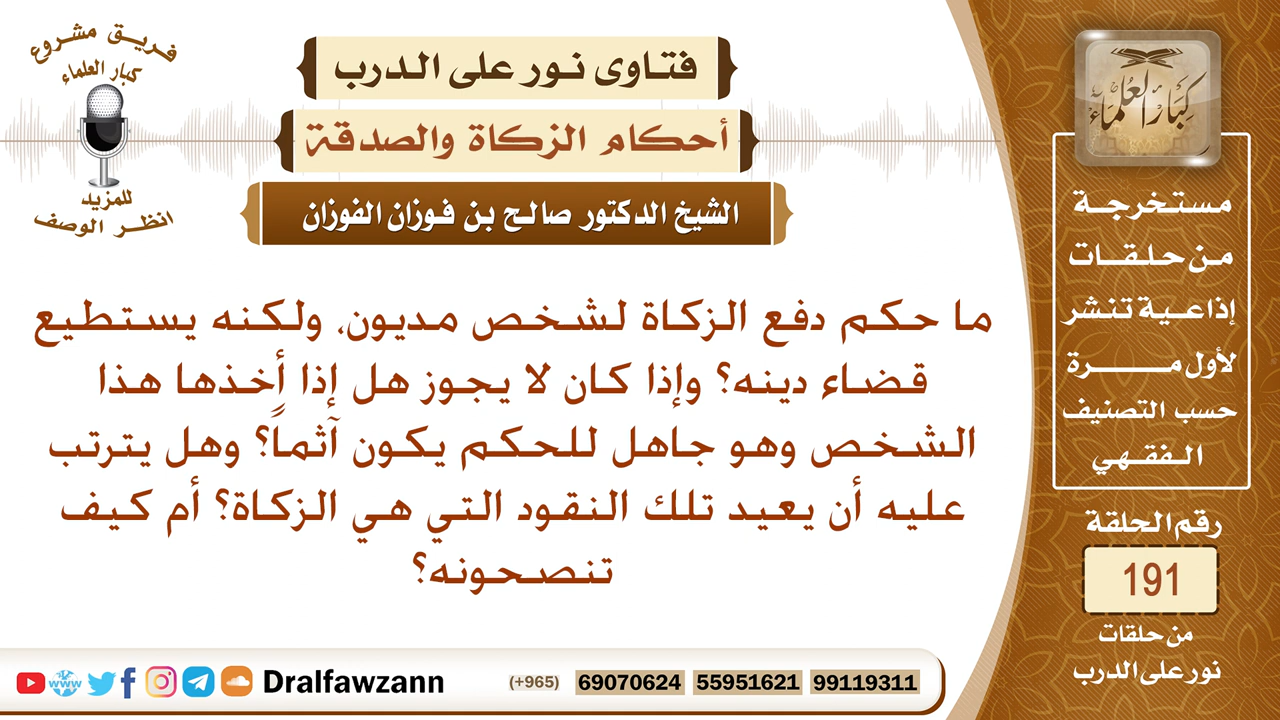 فريق مشروع
كبار العلماء
للمزيد
انظر الوصف
فتاوى نور على الدرب
أحكام الزكاة والصدقة
الشيخ الدكتور صالح بن فوزان الفوزان
ما حكم دفع الزكاة لشخص مديون، ولكنه يستطيع
قضاء دينه؟ وإذا كان لا يجوز هل إذا أخذها هذا
الشخص وهو جاهل للحكم يكون آثماً؟ وهل يترتب
عليه أن يعيد تلك النقود التي هي الزكاة؟ أم كيف
تنصحونه؟
كبار العلماء
مستخرجة
من حلقات
إذاعية تنشر
لأول مرة
حسب التصنيف
الفقهي
رقم الحلقة
191
من حلقات
نور على الدرب
www Dralfawzann (+965) 69070624 55951621 99119311